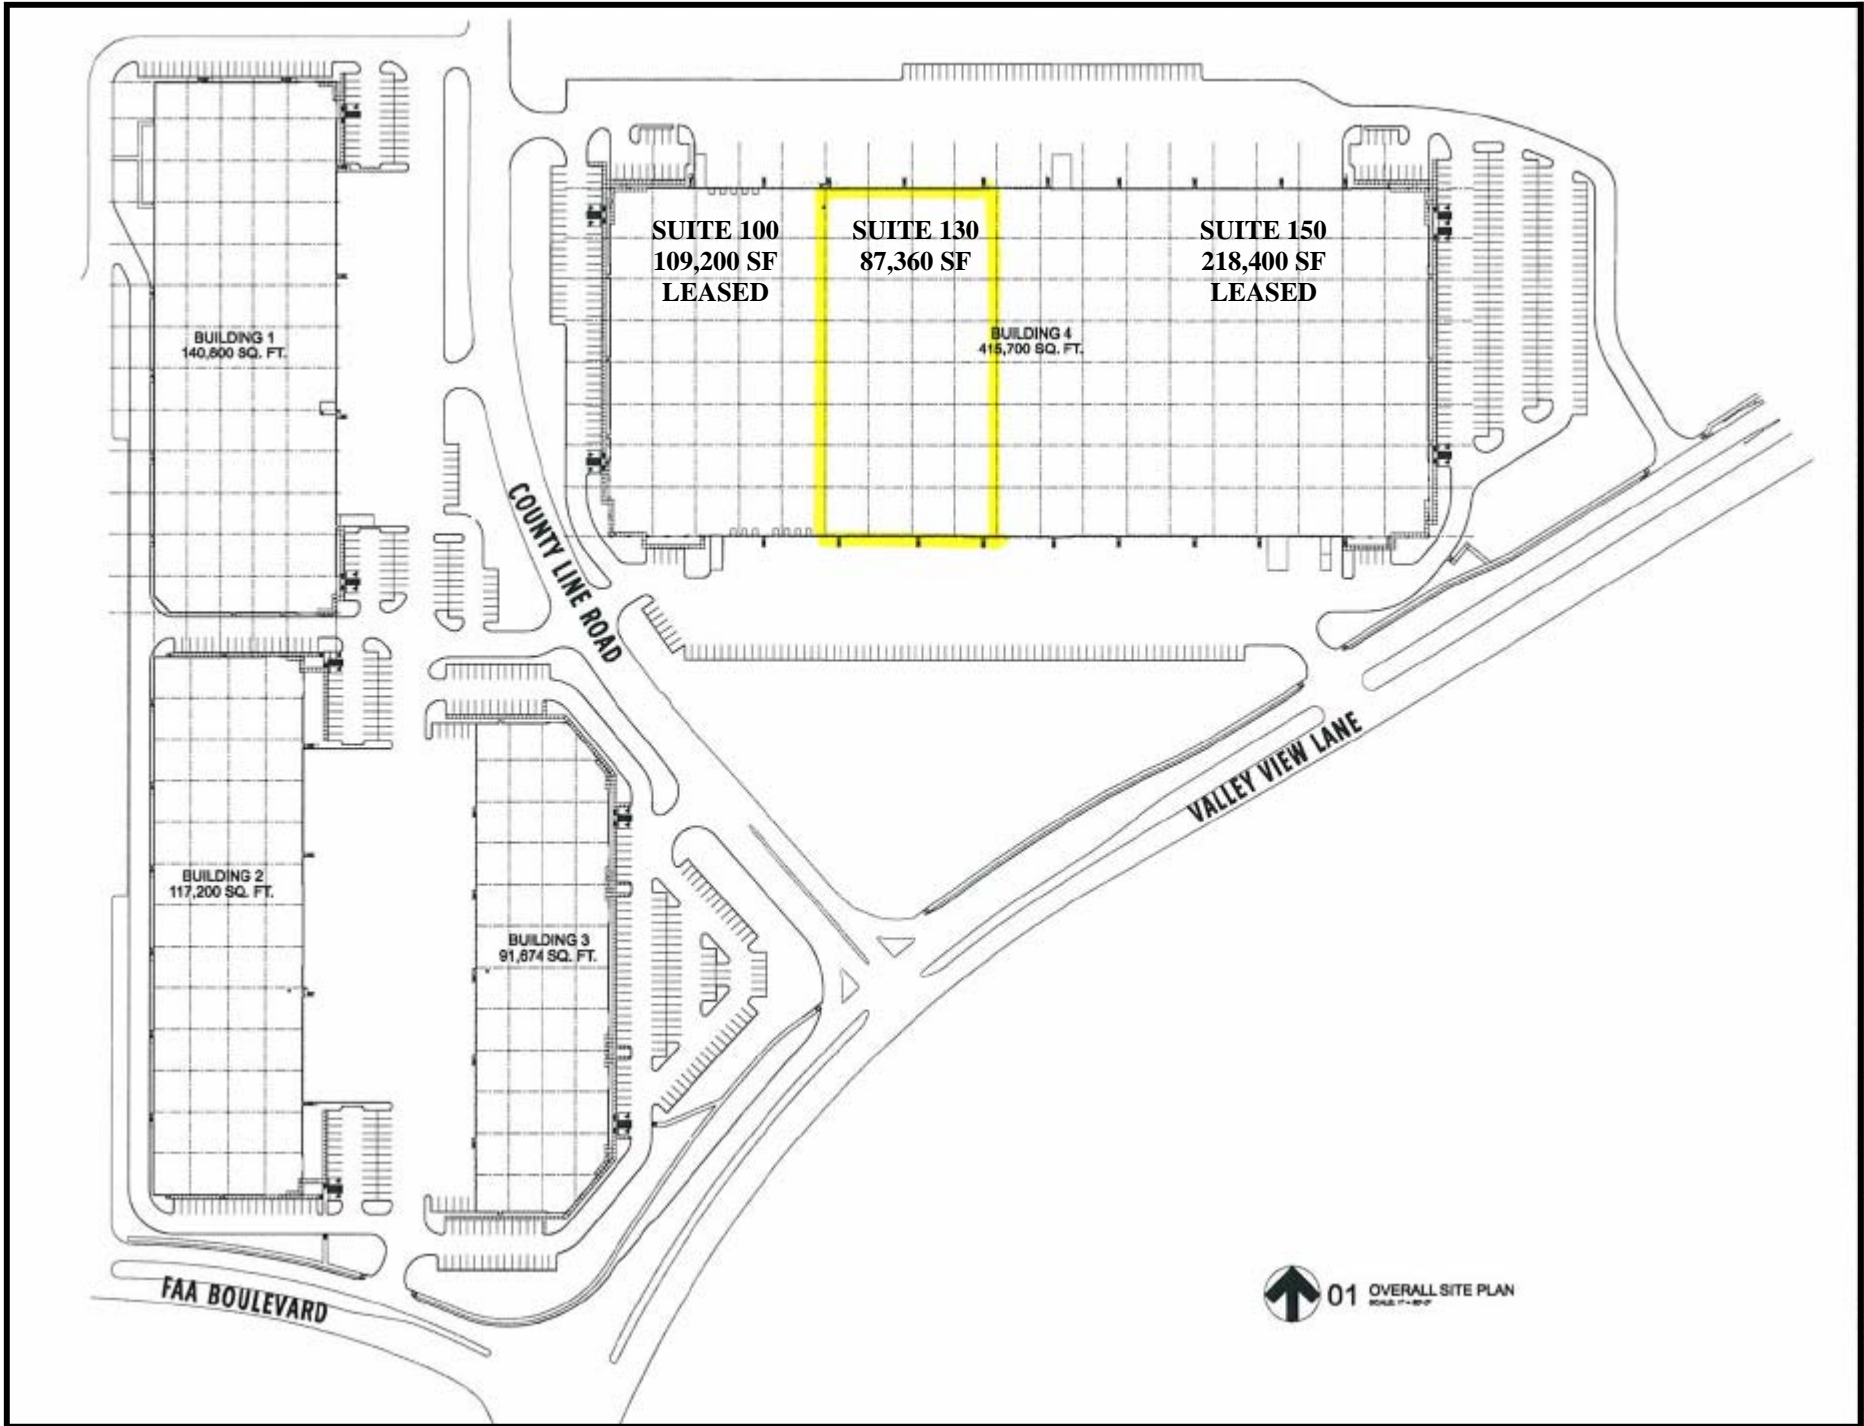 SUITE 100
109,200 SF
LEASED
SUITE 130
87,360 SF
SUITE 150
218,400 SF
LEASED
BUILDING 1
140,800 SQ. FT.
BUILDING 4
415,700 SQ. FT.
COUNTY LINE ROAD
VALLEY VIEW LANE
BUILDING 2
117,200 SQ. FT.
BUILDING 3
91,674 SQ. FT.
FAA BOULEVARD
01 OVERALL SITE PLAN